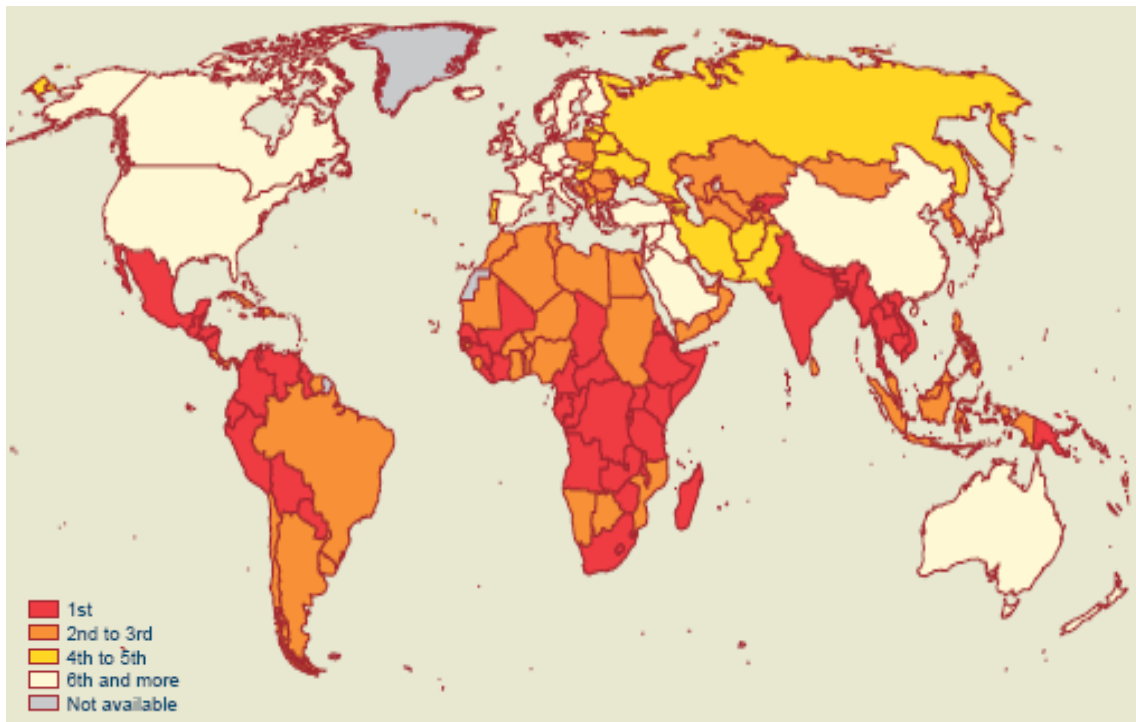 1st
2nd to 3rd
4th to 5th
6th and more
Not available